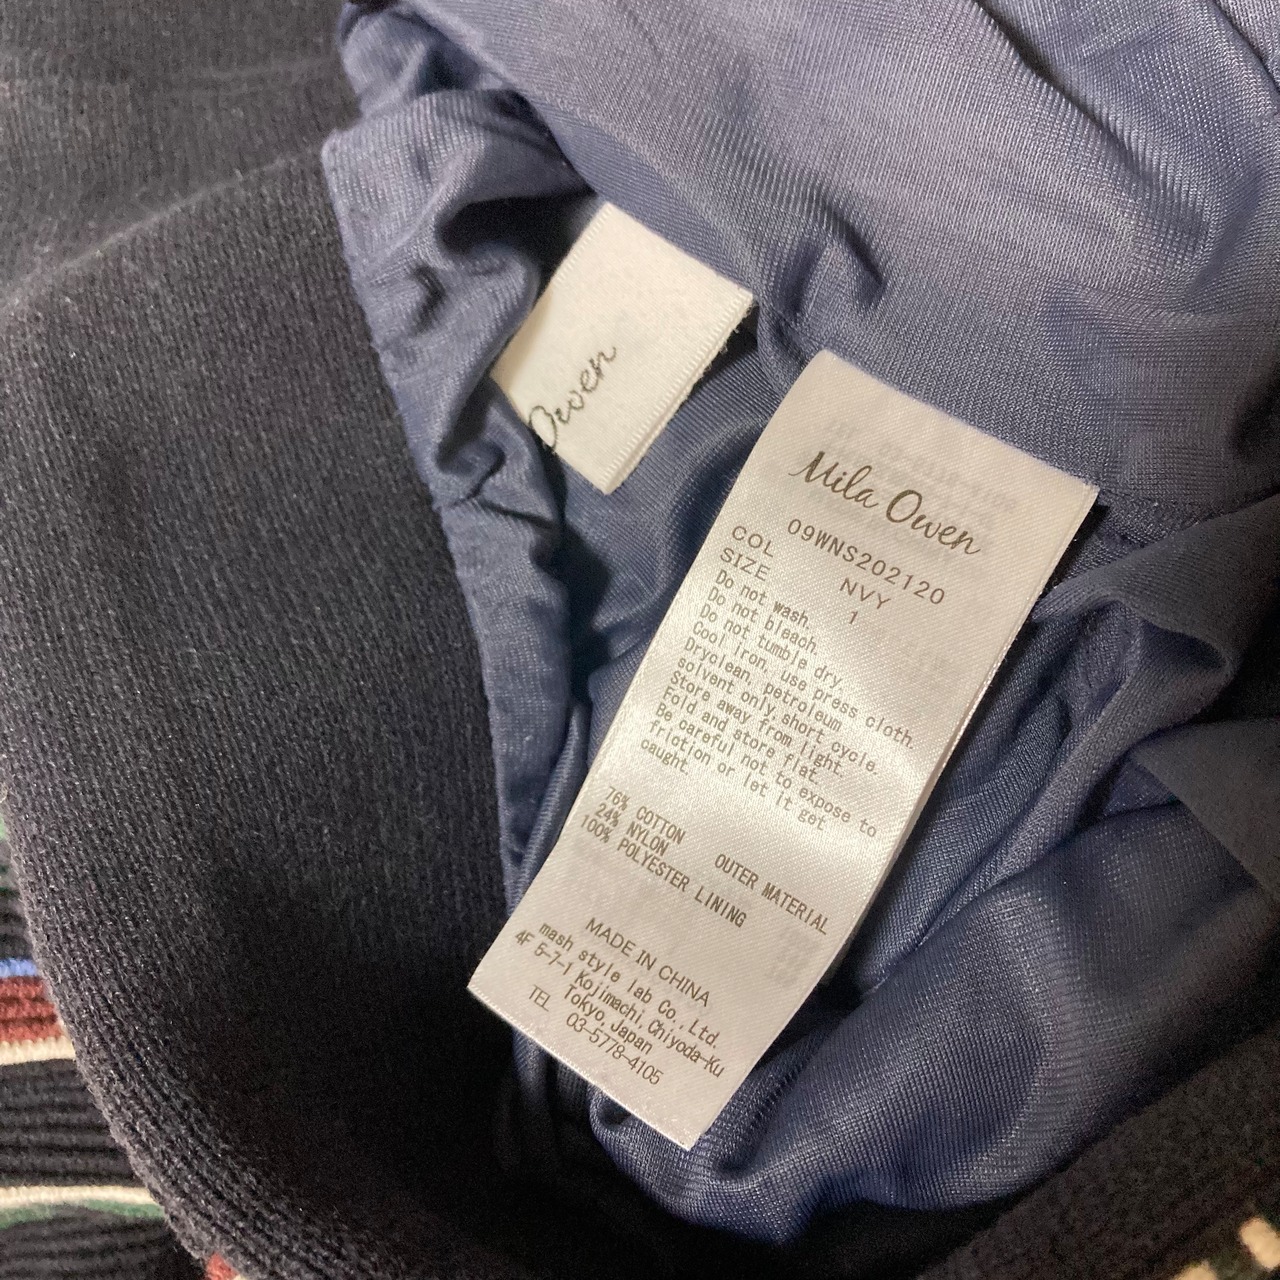 Owen
Mila Owen
09WNS202120
COL NVY
SIZE 1
Do not wash.
Do not bleach.
Do not tumble dry.
Cool iron, use press cloth.
Dryclean, petroleum
solvent only, short cycle.
Store away from light.
Fold and store flat.
Be careful not to expose to
friction or let it get
caught.
76% COTTON
24% NYLON OUTER MATERIAL
100% POLYESTER LINING
MADE IN CHINA
mash style lab Co., Ltd.
4F 5-7-1 Kojimachi, Chiyoda-Ku
Tokyo, Japan
TEL 03-5778-4105